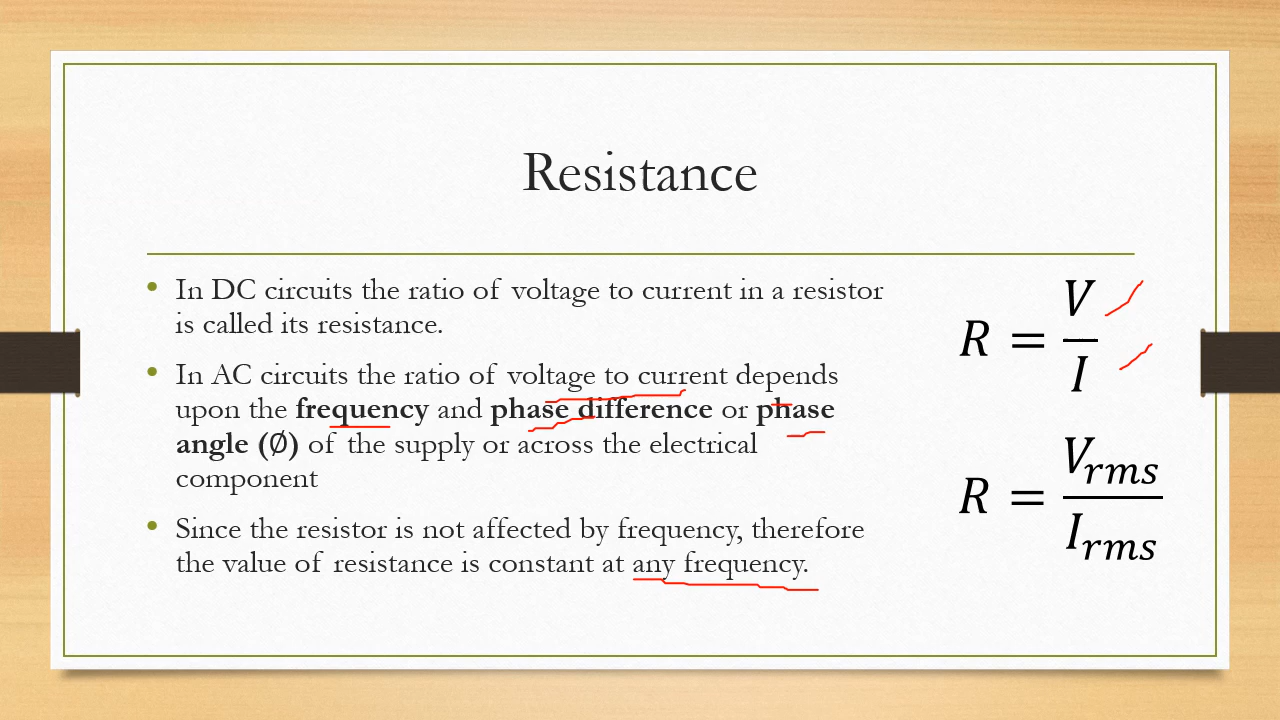 Resistance
• In DC circuits the ratio of voltage to current in a resistor
is called its resistance.
• In AC circuits the ratio of voltage to current depends
upon the frequency and phase difference or phase
angle (∅) of the supply or across the electrical
component
• Since the resistor is not affected by frequency, therefore
the value of resistance is constant at any frequency.
R = V/I
R = V_rms/I_rms